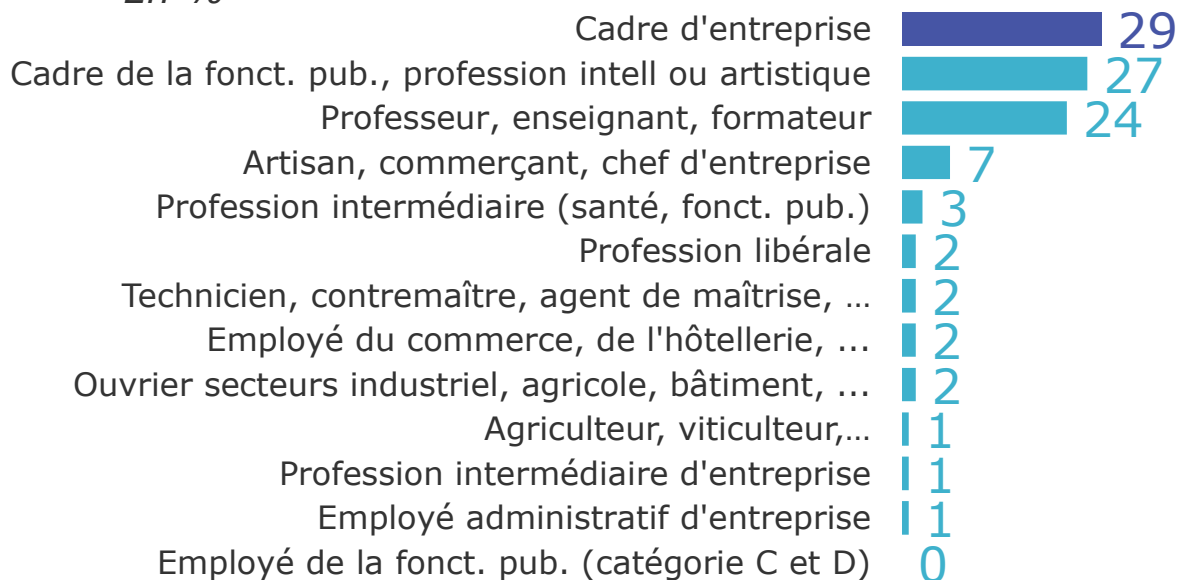 En %
Cadre d'entreprise 29
Cadre de la fonct. pub., profession intell ou artistique 27
Professeur, enseignant, formateur 24
Artisan, commerçant, chef d'entreprise 7
Profession intermédiaire (santé, fonct. pub.) 3
Profession libérale 2
Technicien, contremaître, agent de maîtrise, ... 2
Employé du commerce, de l'hôtellerie, ... 2
Ouvrier secteurs industriel, agricole, bâtiment, ... 2
Agriculteur, viticulteur,... 1
Profession intermédiaire d'entreprise 1
Employé administratif d'entreprise 1
Employé de la fonct. pub. (catégorie C et D) 0